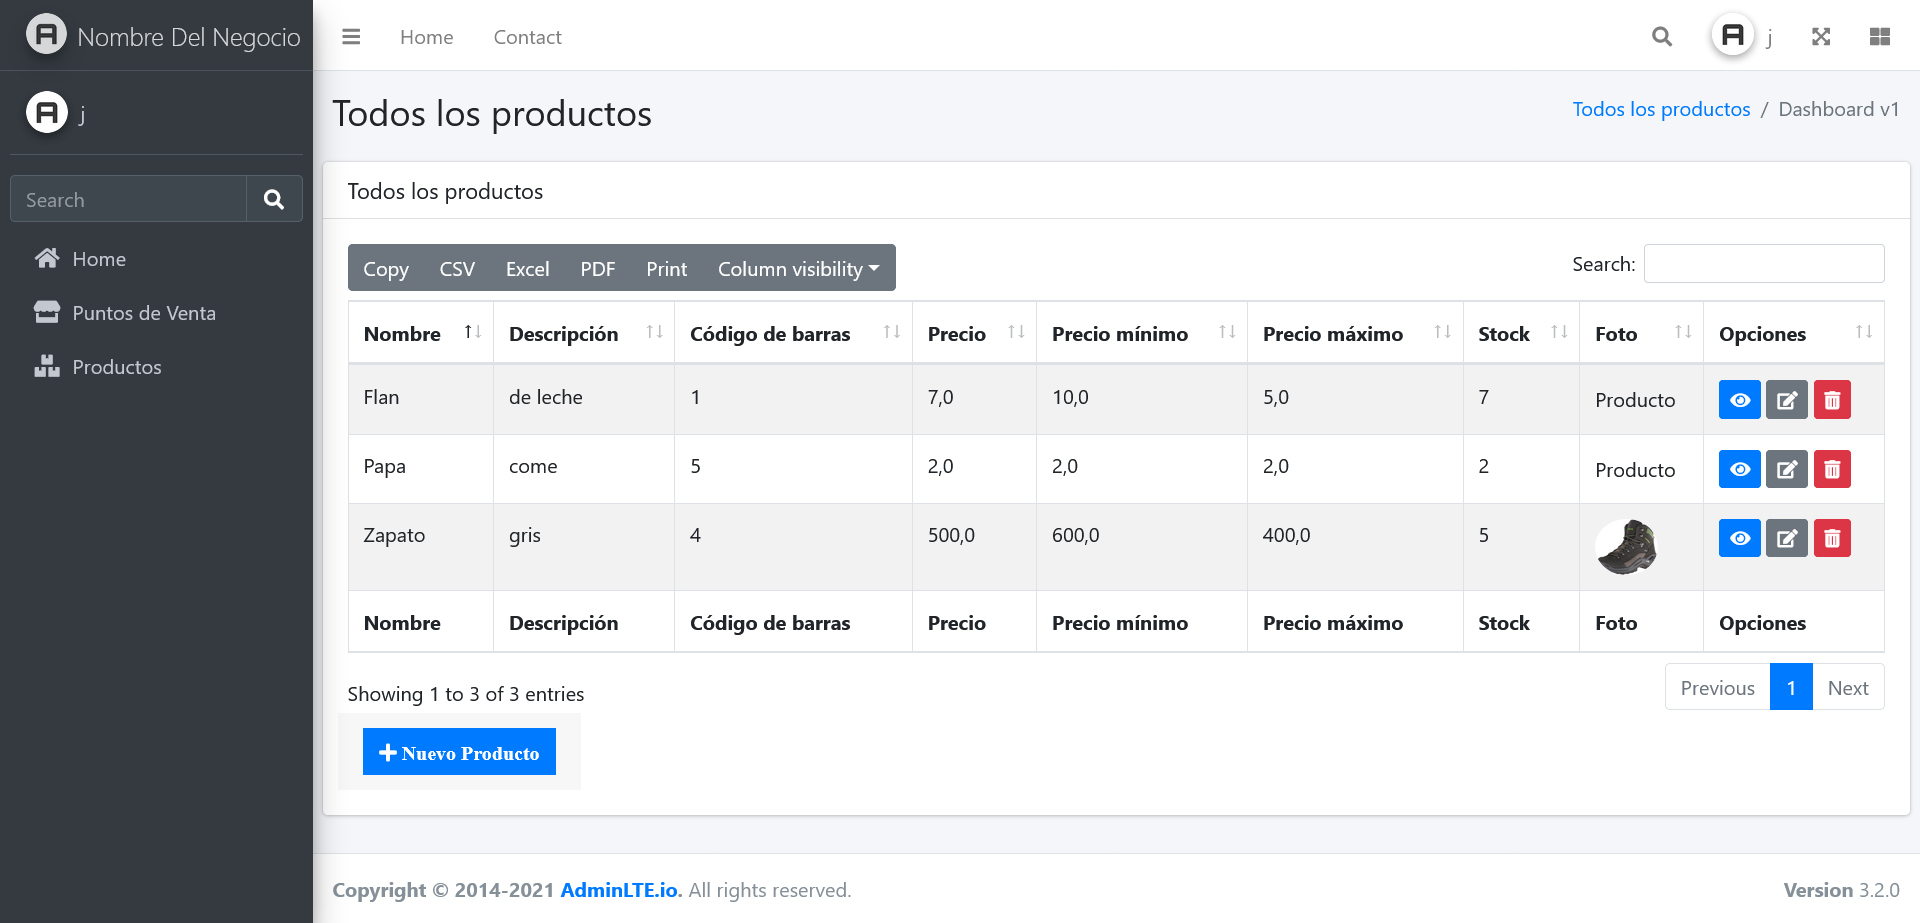 Nombre Del Negocio
Home Contact
j
j
Todos los productos
Todos los productos / Dashboard v1
Search
Home
Puntos de Venta
Productos
Todos los productos
Copy CSV Excel PDF Print Column visibility
Search:
Nombre Descripción Código de barras Precio Precio mínimo Precio máximo Stock Foto Opciones
Flan de leche 1 7,0 10,0 5,0 7 Producto
Papa come 5 2,0 2,0 2,0 2 Producto
Zapato gris 4 500,0 600,0 400,0 5
Nombre Descripción Código de barras Precio Precio mínimo Precio máximo Stock Foto Opciones
Showing 1 to 3 of 3 entries
Previous 1 Next
Nuevo Producto
Copyright © 2014-2021 AdminLTE.io. All rights reserved.
Version 3.2.0